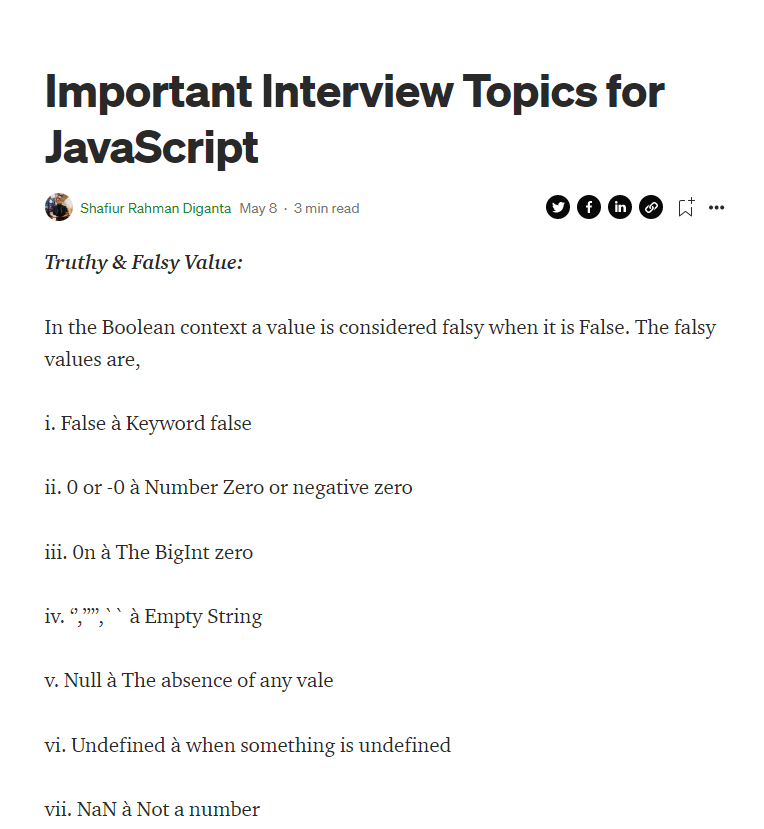 Important Interview Topics for
JavaScript
Shafiur Rahman Diganta May 8 · 3 min read
Truthy & Falsy Value:
In the Boolean context a value is considered falsy when it is False. The falsy
values are,
i. False à Keyword false
ii. 0 or -0 à Number Zero or negative zero
iii. 0n à The BigInt zero
iv. ‘’,””,` ` à Empty String
v. Null à The absence of any vale
vi. Undefined à when something is undefined
vii. NaN à Not a number